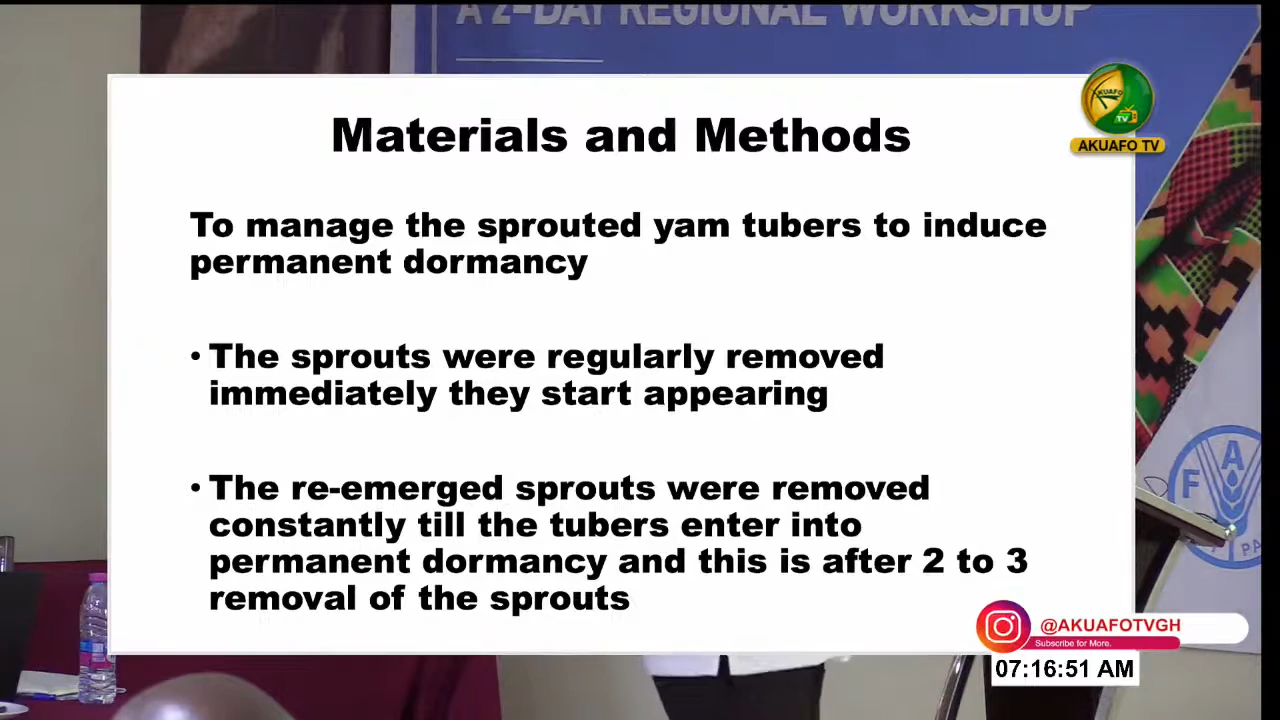 A 2-DAY REGIONAL WORKSHOP
AKUAFO
TV
AKUAFO TV
Materials and Methods
To manage the sprouted yam tubers to induce
permanent dormancy
• The sprouts were regularly removed
immediately they start appearing
• The re-emerged sprouts were removed
constantly till the tubers enter into
permanent dormancy and this is after 2 to 3
removal of the sprouts
F A
@AKUAFOTVGH
Subscribe for More.
07:16:51 AM